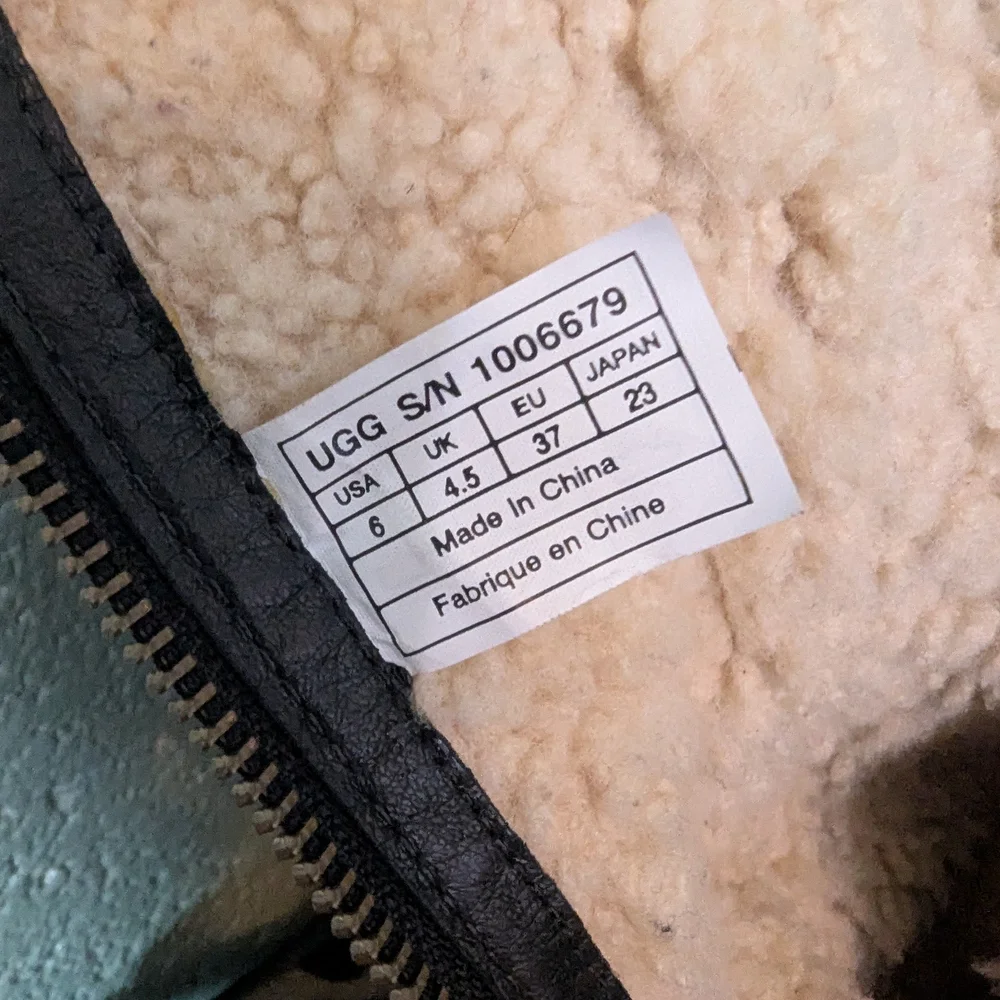 UGG S/N 1006679
USA UK EU JAPAN
6 4.5 37 23
Made In China
Fabrique en Chine